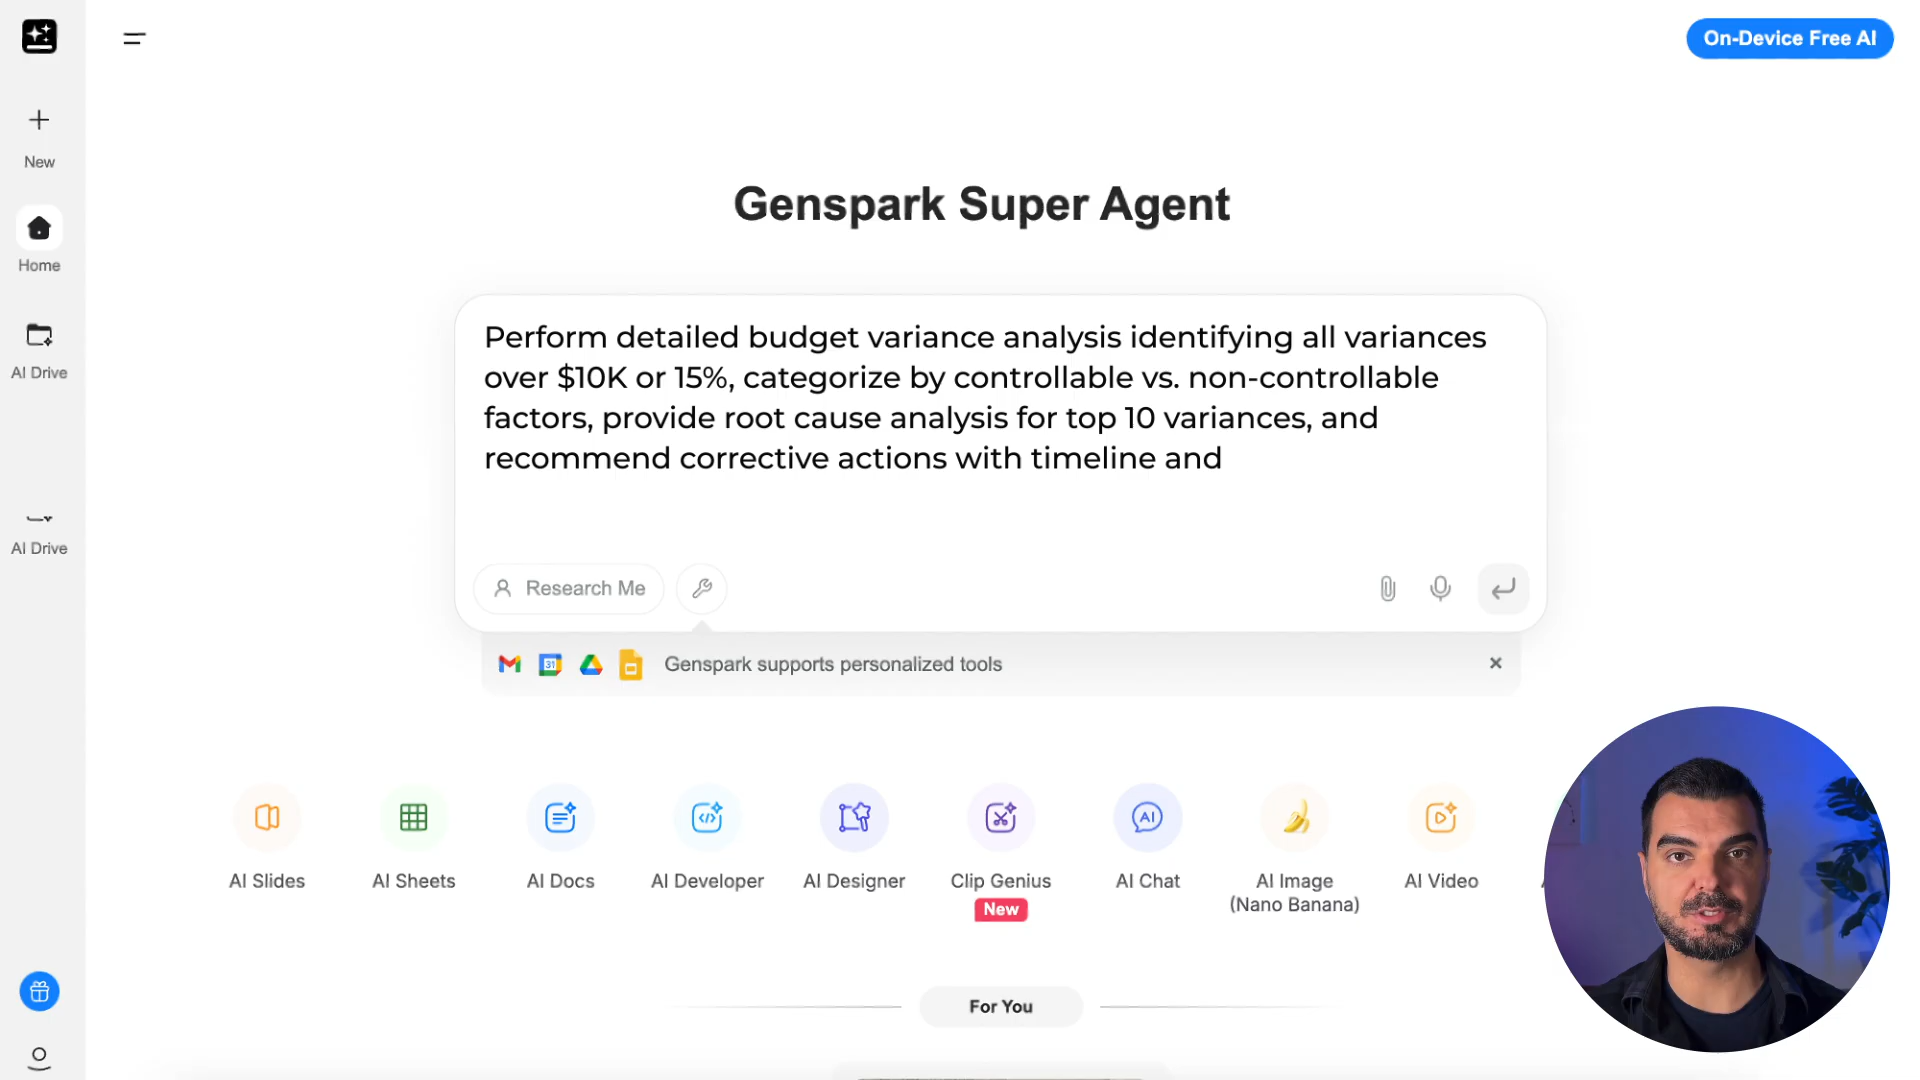 On-Device Free AI
New
Home
AI Drive
AI Drive
Genspark Super Agent
Perform detailed budget variance analysis identifying all variances
over $10K or 15%, categorize by controllable vs. non-controllable
factors, provide root cause analysis for top 10 variances, and
recommend corrective actions with timeline and
Research Me
31
Genspark supports personalized tools
AI
AI Slides
AI Sheets
AI Docs
AI Developer
AI Designer
Clip Genius
New
AI Chat
AI Image
(Nano Banana)
AI Video
For You